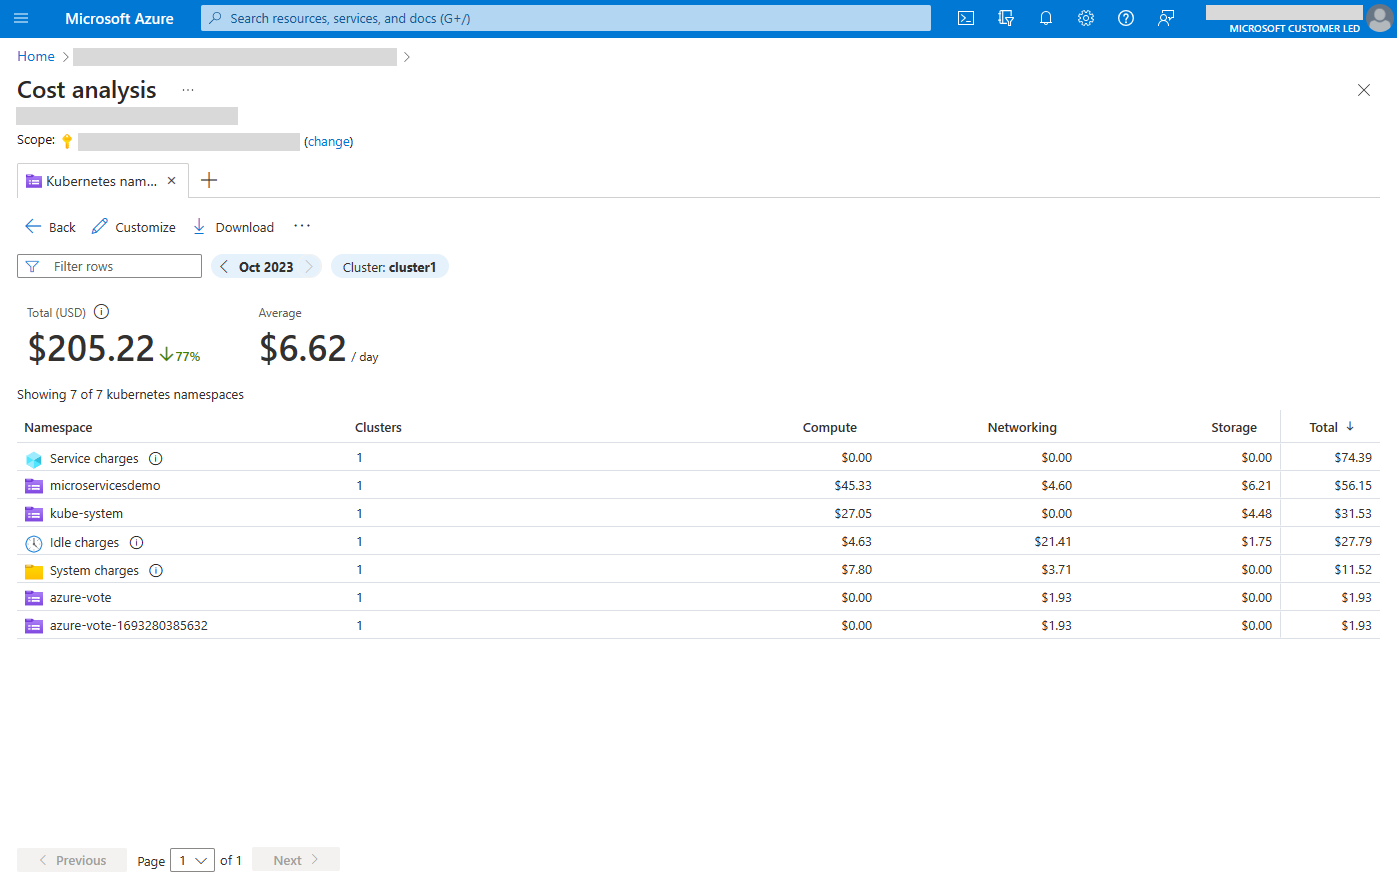 Microsoft Azure
Search resources, services, and docs (G+/)
MICROSOFT CUSTOMER LED
Home
Cost analysis ...
Scope: (change)
Kubernetes nam...
Back Customize Download ...
Filter rows Oct 2023 Cluster: cluster1
Total (USD) Average
$205.22 77% $6.62 / day
Showing 7 of 7 kubernetes namespaces
Namespace Clusters Compute Networking Storage Total
Service charges 1 $0.00 $0.00 $0.00 $74.39
microservicesdemo 1 $45.33 $4.60 $6.21 $56.15
kube-system 1 $27.05 $0.00 $4.48 $31.53
Idle charges 1 $4.63 $21.41 $1.75 $27.79
System charges 1 $7.80 $3.71 $0.00 $11.52
azure-vote 1 $0.00 $1.93 $0.00 $1.93
azure-vote-1693280385632 1 $0.00 $1.93 $0.00 $1.93
Previous Page 1 of 1 Next